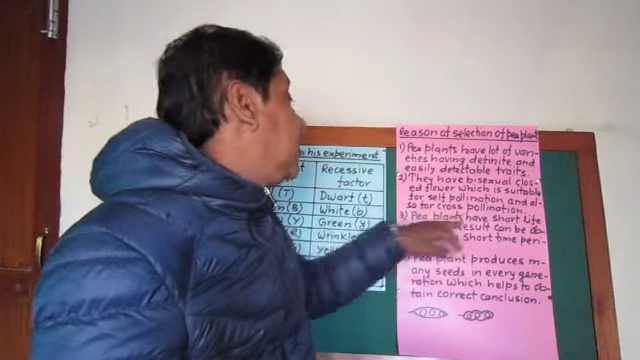 his experiment
Recessive
factor
(T) Dwarf (t)
(B) White (b)
(Y) Green (y)
Wrinkle
yell
Reason of selection of pea plant
1) Pea plants have lot of vari-
eties having definite and
easily detectable traits.
2) They have bisexual clos-
ed flower which is suitable
for self pollination and al-
so for cross pollination.
3) Pea plants have short life
result can be ob-
short time peri-
Pea plant produces m-
any seeds in every gene-
ration which helps to ob-
tain correct conclusion.